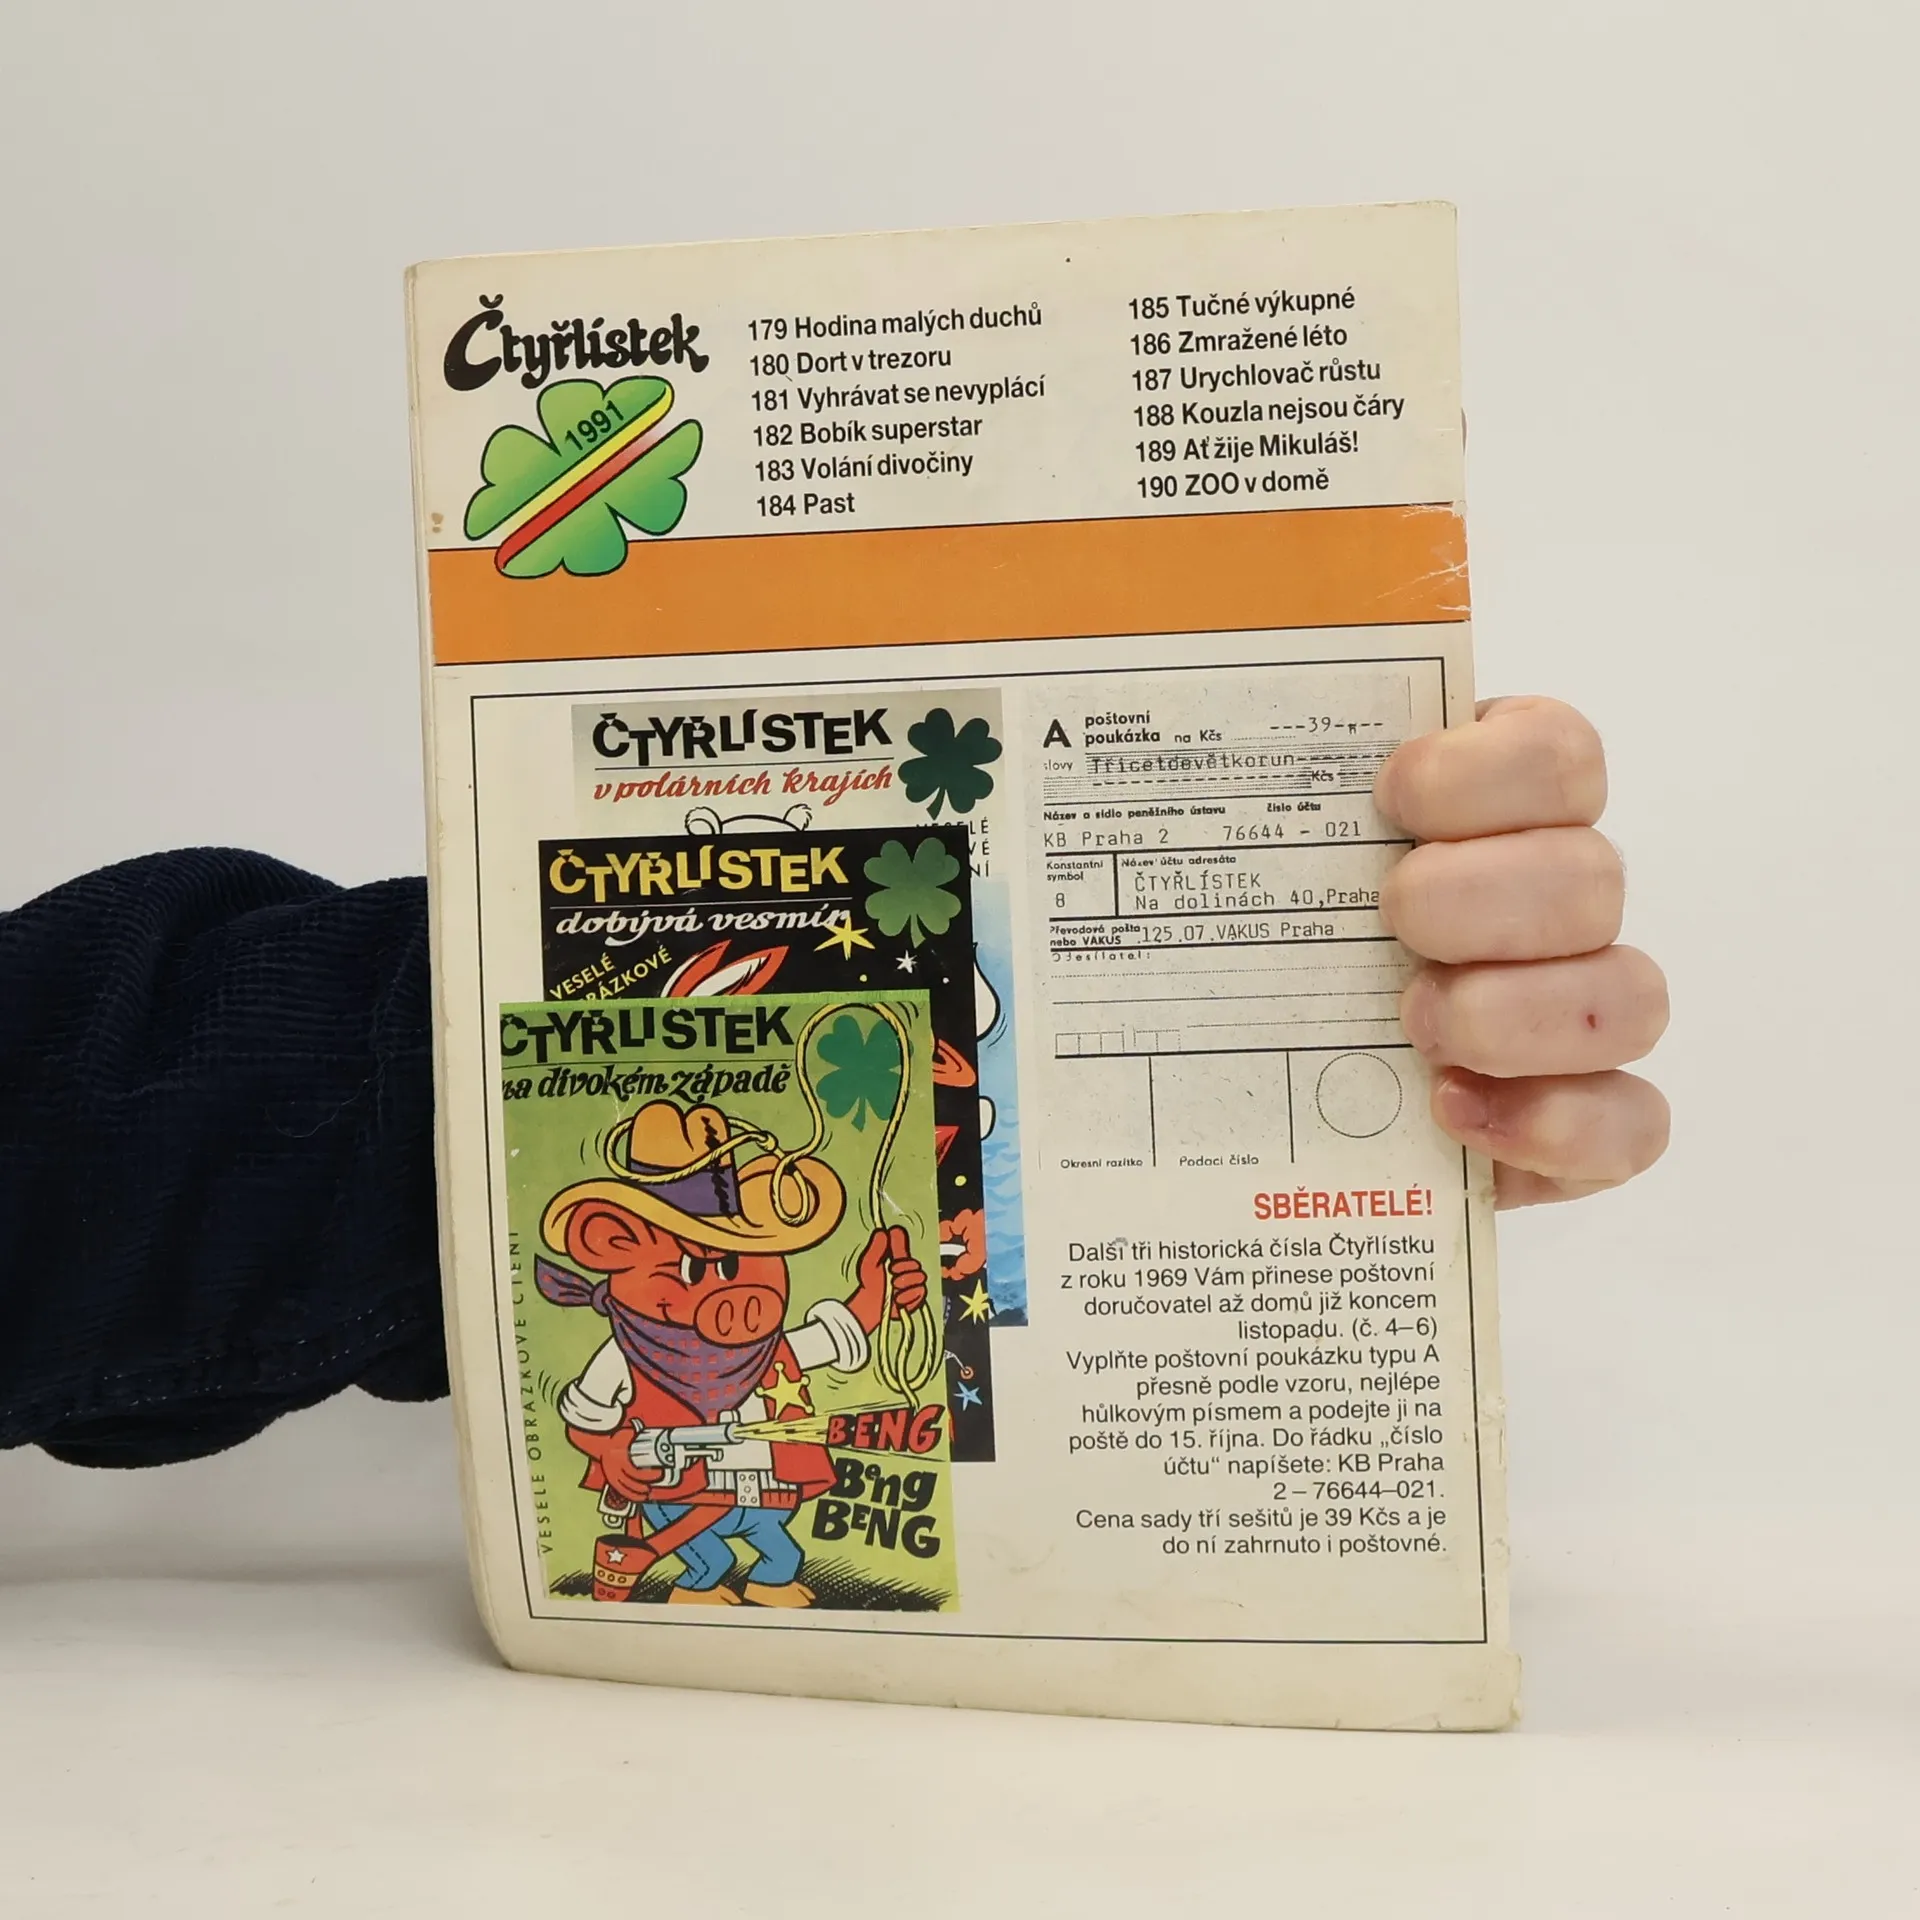 Čtyřlístek
1991
179 Hodina malých duchů
180 Dort v trezoru
181 Vyhrávat se nevyplácí
182 Bobík superstar
183 Volání divočiny
184 Past
185 Tučné výkupné
186 Zmražené léto
187 Urychlovač růstu
188 Kouzla nejsou čáry
189 Ať žije Mikuláš!
190 ZOO v domě
ČTYŘLÍSTEK
v polárních krajích
ČTYŘLÍSTEK
dobývá vesmír
VESELÉ
ČTYŘLÍSTEK
na divokém západě
VESELÉ OBRÁZKOVÉ ČTENÍ
BENG
BENG
BENG
A poštovní
poukázka na Kčs ---39-
slovy Třicetdevětkorun
Kčs
Název a sídlo peněžního ústavu číslo účtu
KB Praha 2 76644 - 021
Konstantní
symbol
8
Název účtu adresáta
ČTYŘLÍSTEK
Na dolinách 40,Praha
Převodová pošta
nebo VAKUS 125.07.VAKUS Praha
Odesílatel:
Okresní razítko Podací číslo
SBĚRATELÉ!
Další tři historická čísla Čtyřlístku
z roku 1969 Vám přinese poštovní
doručovatel až domů již koncem
listopadu. (č. 4–6)
Vyplňte poštovní poukázku typu A
přesně podle vzoru, nejlépe
hůlkovým písmem a podejte ji na
poště do 15. října. Do řádku „číslo
účtu“ napíšete: KB Praha
2 – 76644–021.
Cena sady tří sešitů je 39 Kčs a je
do ní zahrnuto i poštovné.